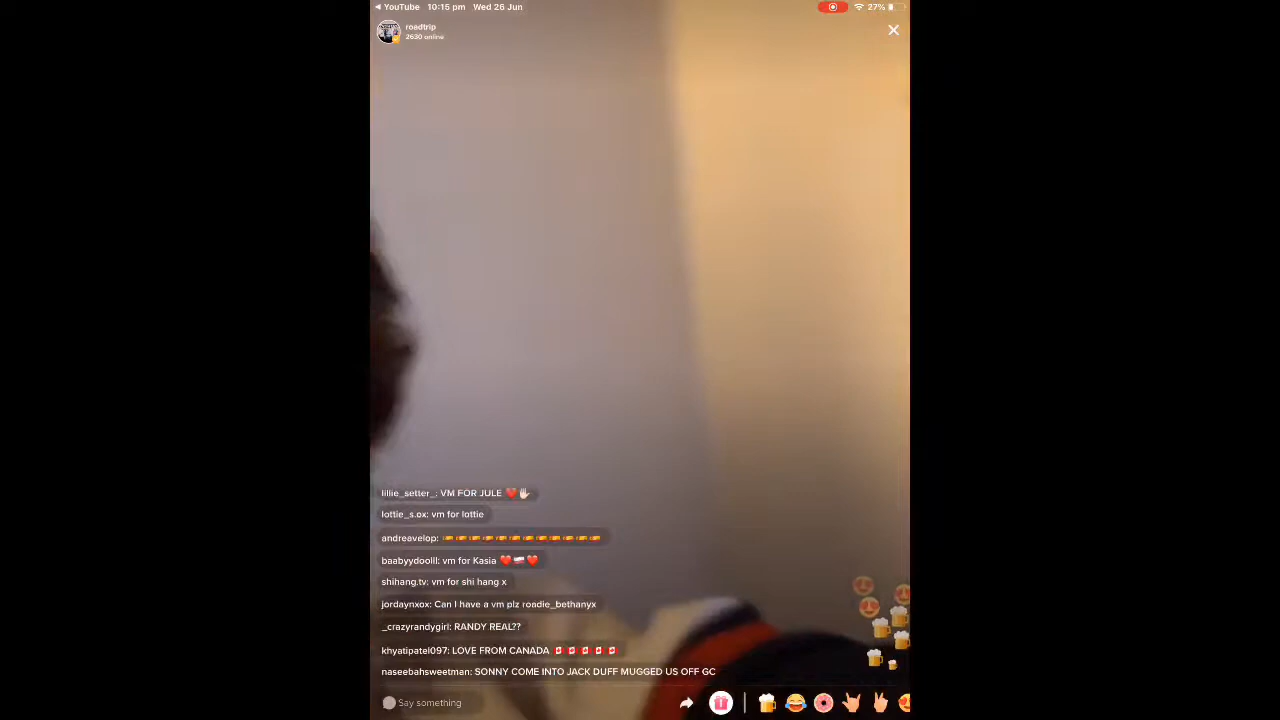 YouTube 10:15 pm Wed 26 Jun 27%
roadtrip
2630 online
lillie_setter_: VM FOR JULE ❤️✋🏻
lottie_s.ox: vm for lottie
andreavelop:
baabyydoolll: vm for Kasia ❤️🇵🇱❤️
shihang.tv: vm for shi hang x
jordaynxox: Can I have a vm plz roadie_bethanyx
_crazyrandygirl: RANDY REAL??
khyatipatel097: LOVE FROM CANADA 🇨🇦🇨🇦🇨🇦🇨🇦🇨🇦
naseebahsweetman: SONNY COME INTO JACK DUFF MUGGED US OFF GC
Say something